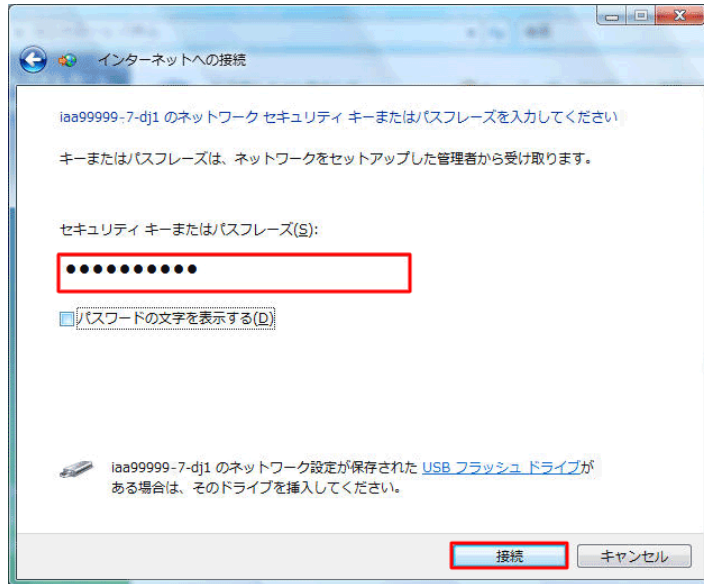 インターネットへの接続
iaa99999-7-dj1 のネットワーク セキュリティ キーまたはパスフレーズを入力してください
キーまたはパスフレーズは、ネットワークをセットアップした管理者から受け取ります。
セキュリティ キーまたはパスフレーズ(S):
●●●●●●●●●●
パスワードの文字を表示する(D)
iaa99999-7-dj1 のネットワーク設定が保存された USB フラッシュ ドライブが
ある場合は、そのドライブを挿入してください。
接続 キャンセル